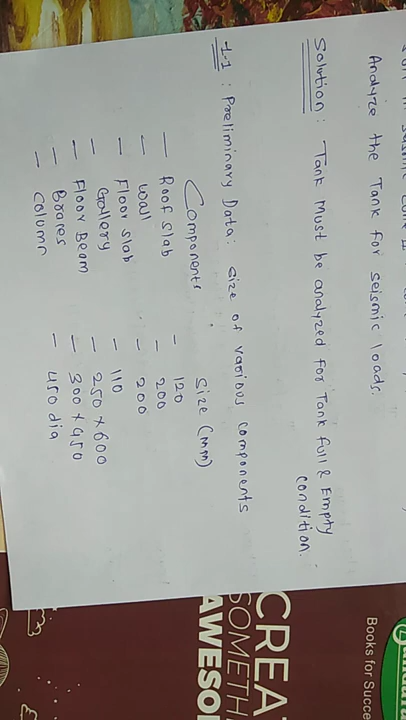 Analyze the Tank for seismic loads.
Solution : Tank Must be analyzed for Tank full & Empty
condition.
1.1 : Preliminary Data : Size of various components
Components Size (mm)
— Roof slab — 120
— Wall — 200
— Floor slab — 200
— Gallery — 110
— Floor Beam — 250 x 600
— Braces — 300 x 450
— Column — 450 dia
Books for Succe
CREA
SOMETH
AWESO